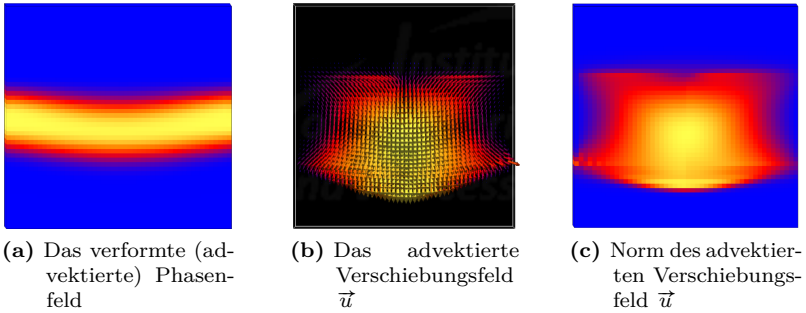 (a) Das verformte (ad-
vektierte) Phasen-
feld
(b) Das advektierte
Verschiebungsfeld
u⃗
(c) Norm des advektier-
ten Verschiebungs-
feld u⃗